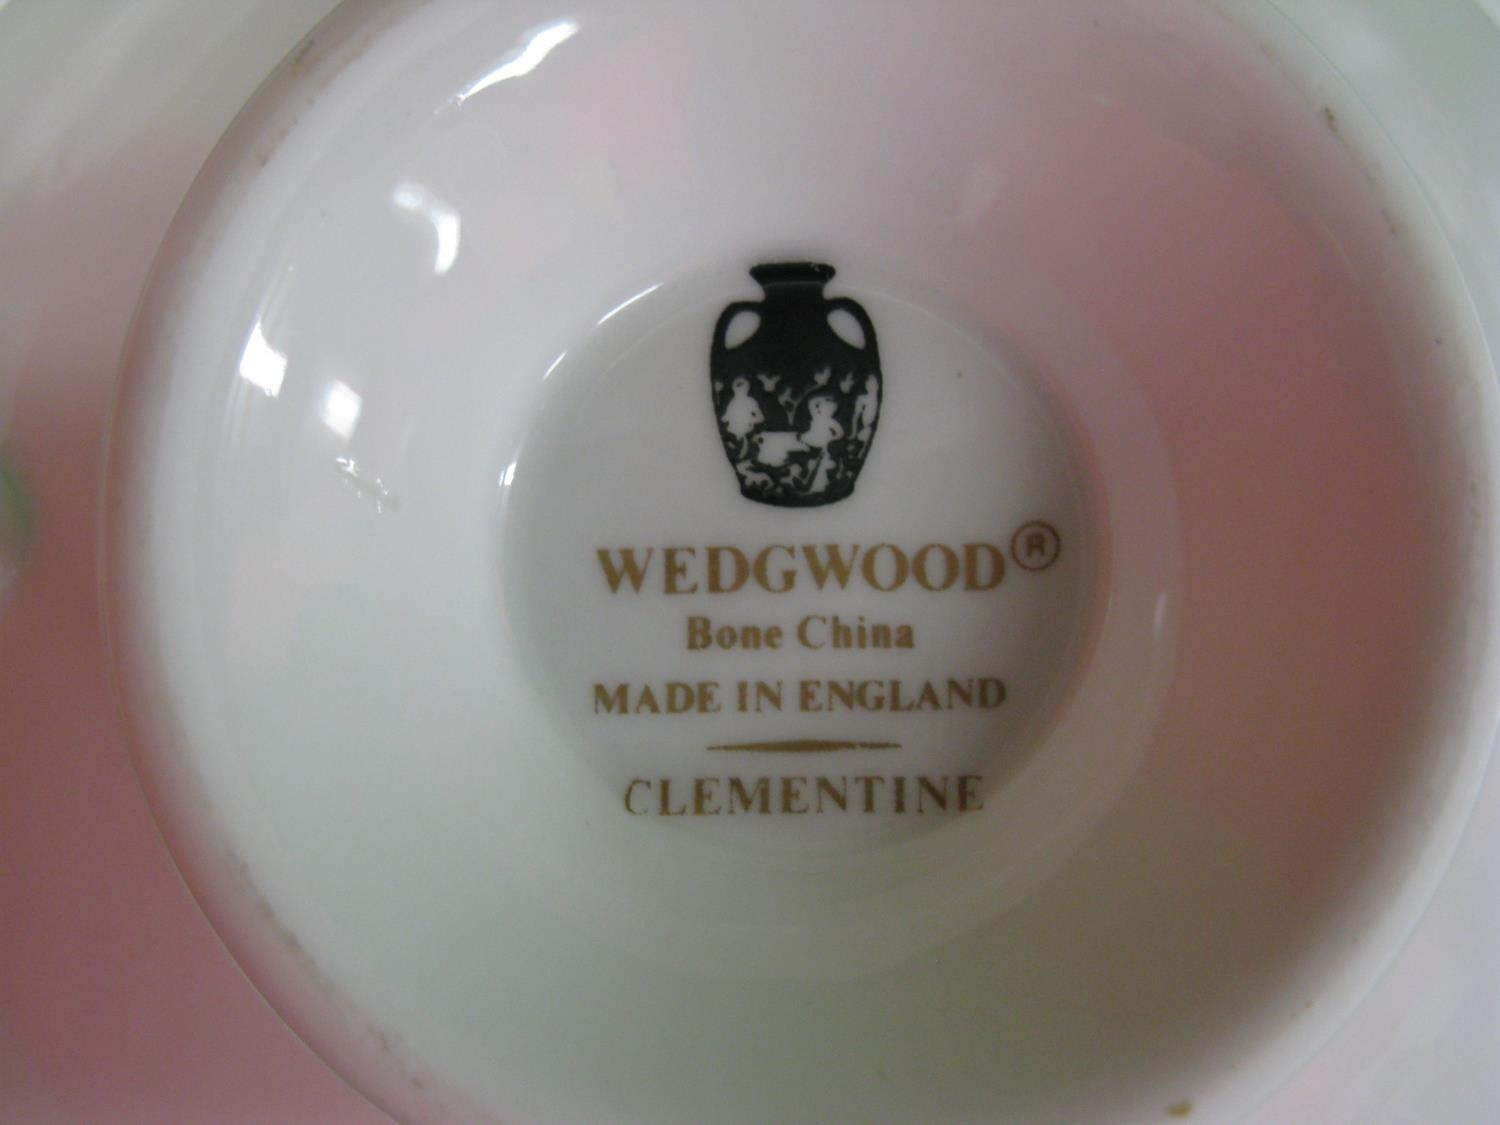 WEDGWOOD®
Bone China
MADE IN ENGLAND
CLEMENTINE